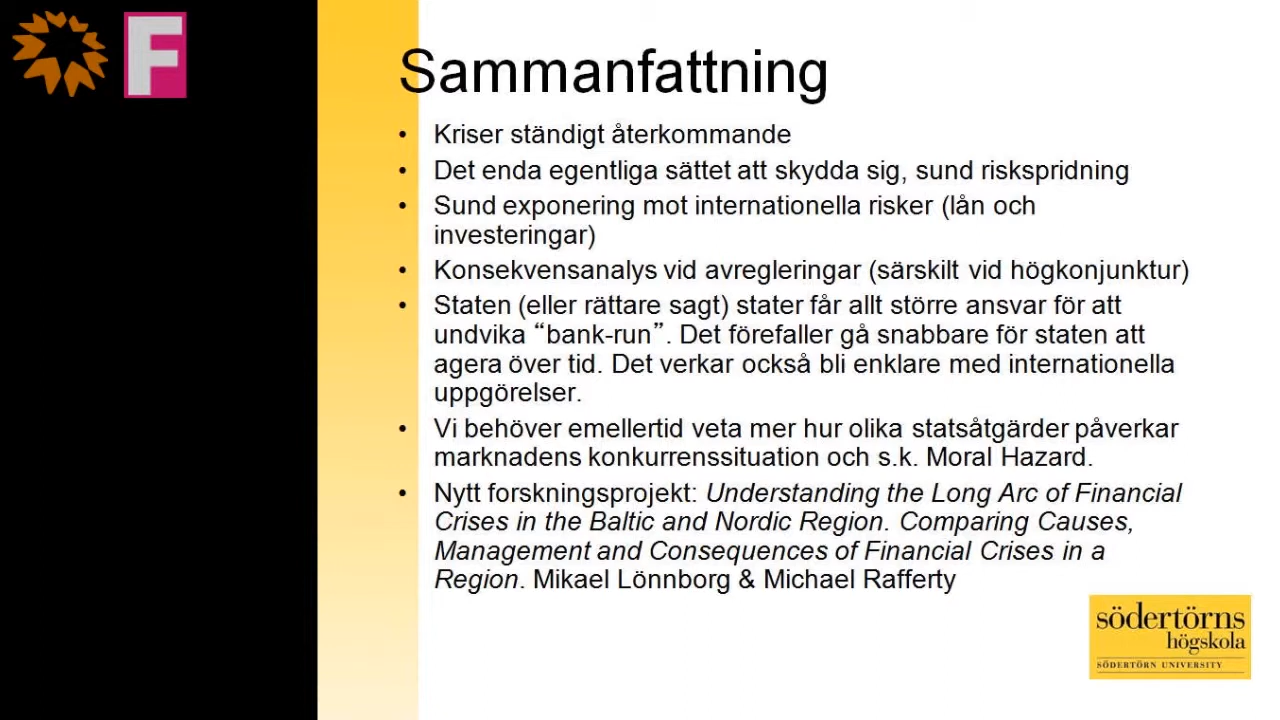 F
Sammanfattning
• Kriser ständigt återkommande
• Det enda egentliga sättet att skydda sig, sund riskspridning
• Sund exponering mot internationella risker (lån och
investeringar)
• Konsekvensanalys vid avregleringar (särskilt vid högkonjunktur)
• Staten (eller rättare sagt) stater får allt större ansvar för att
undvika “bank-run”. Det förefaller gå snabbare för staten att
agera över tid. Det verkar också bli enklare med internationella
uppgörelser.
• Vi behöver emellertid veta mer hur olika statsåtgärder påverkar
marknadens konkurrenssituation och s.k. Moral Hazard.
• Nytt forskningsprojekt: Understanding the Long Arc of Financial
Crises in the Baltic and Nordic Region. Comparing Causes,
Management and Consequences of Financial Crises in a
Region. Mikael Lönnborg & Michael Rafferty
södertörns
högskola
SÖDERTÖRN UNIVERSITY